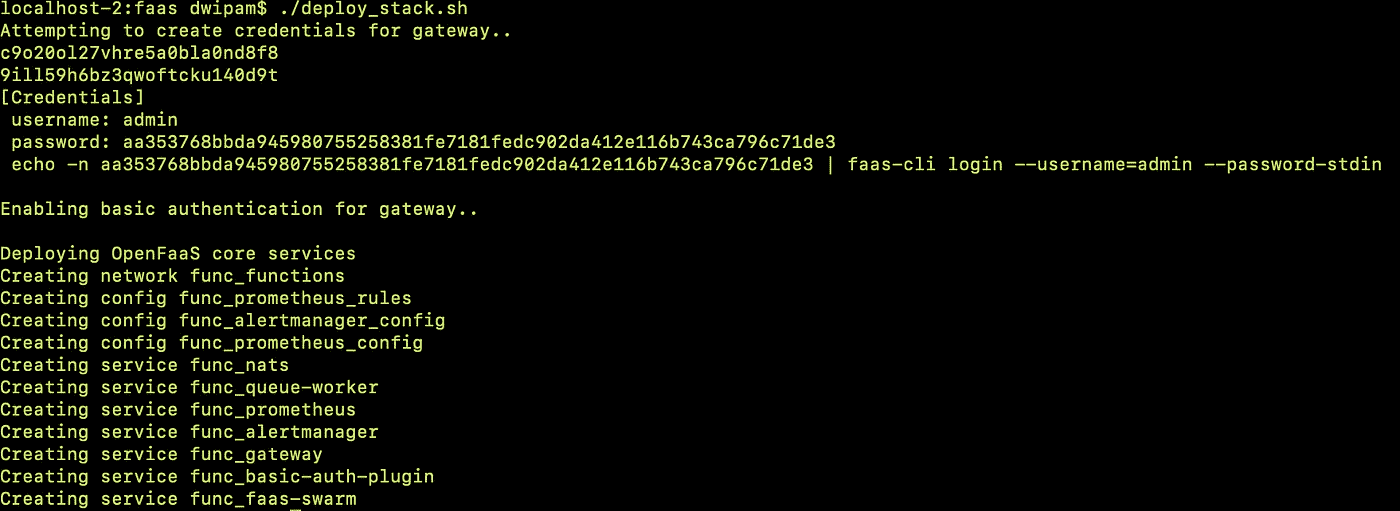 localhost-2:faas dwipam$ ./deploy_stack.sh
Attempting to create credentials for gateway..
c9o20ol27vhre5a0bla0nd8f8
9ill59h6bz3qwoftcku140d9t
[Credentials]
username: admin
password: aa353768bbda945980755258381fe7181fedc902da412e116b743ca796c71de3
echo -n aa353768bbda945980755258381fe7181fedc902da412e116b743ca796c71de3 | faas-cli login --username=admin --password-stdin
Enabling basic authentication for gateway..
Deploying OpenFaaS core services
Creating network func_functions
Creating config func_prometheus_rules
Creating config func_alertmanager_config
Creating config func_prometheus_config
Creating service func_nats
Creating service func_queue-worker
Creating service func_prometheus
Creating service func_alertmanager
Creating service func_gateway
Creating service func_basic-auth-plugin
Creating service func_faas-swarm